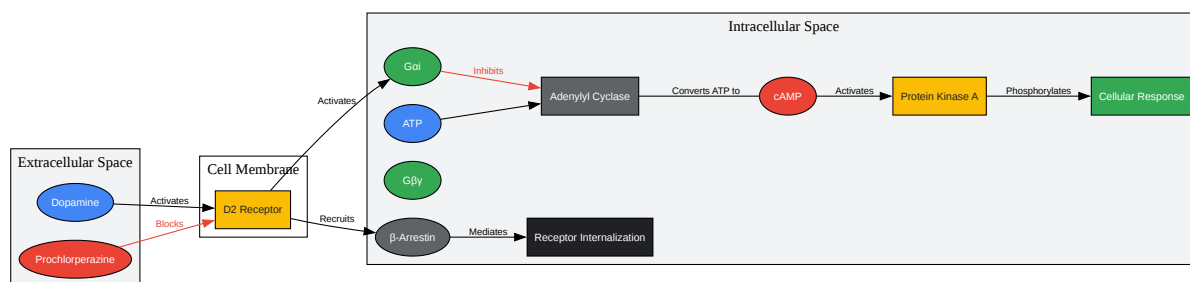 Intracellular Space
Gαi
Inhibits
Activates
Adenylyl Cyclase
Converts ATP to
cAMP
Activates
Protein Kinase A
Phosphorylates
Cellular Response
ATP
Extracellular Space
Cell Membrane
Gβγ
Dopamine
Activates
D2 Receptor
Blocks
Recruits
β-Arrestin
Mediates
Receptor Internalization
Prochlorperazine